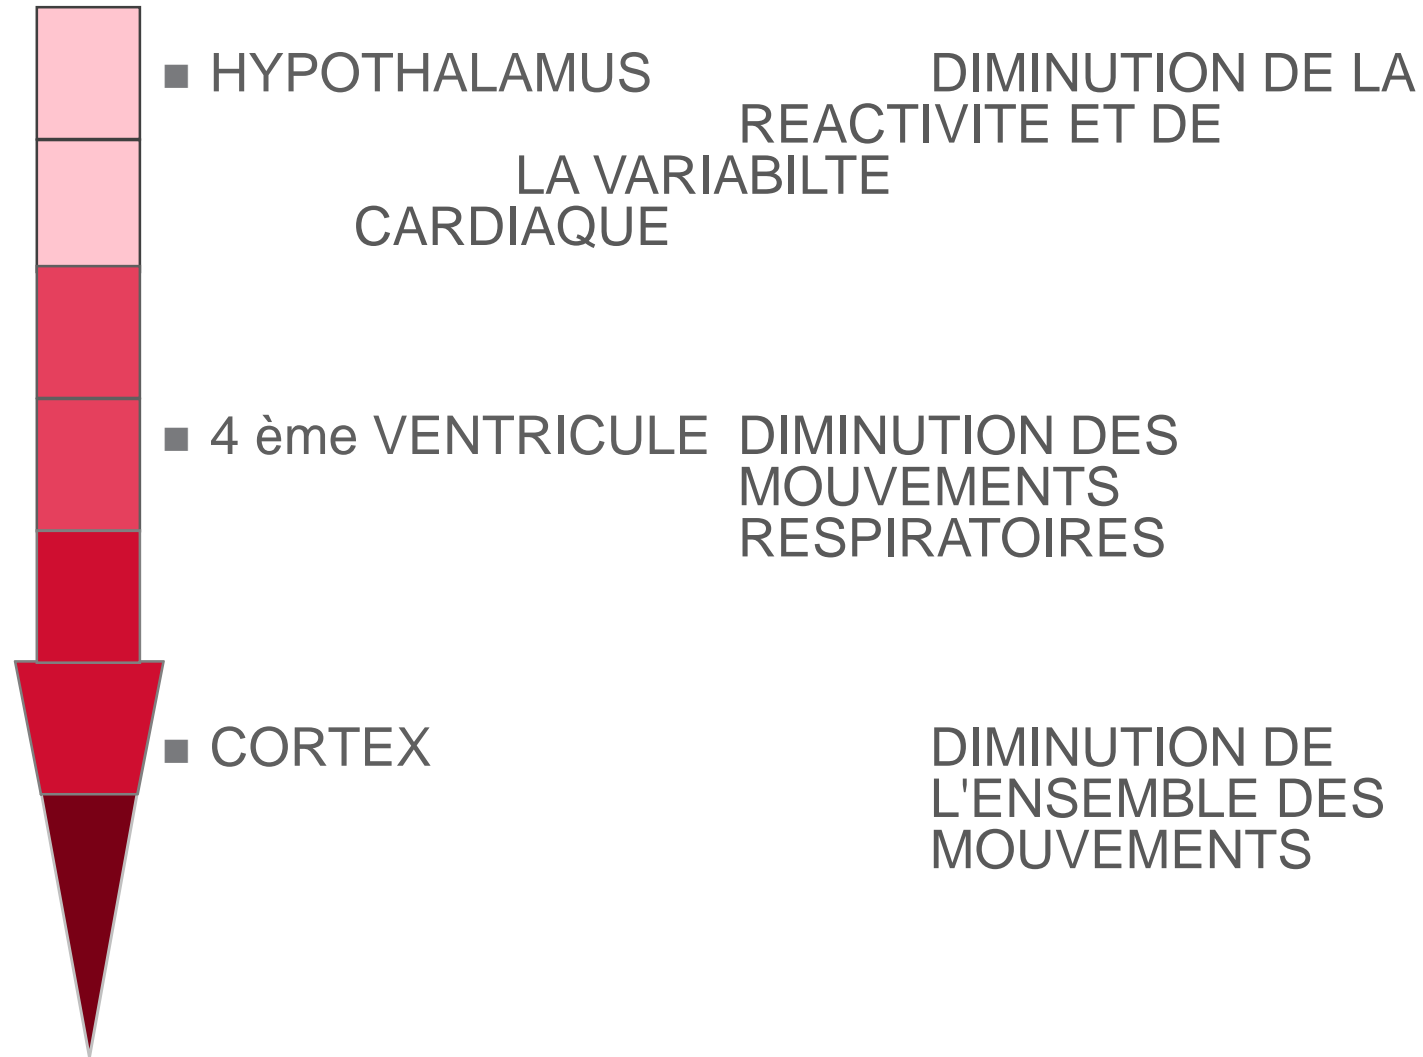 ■ HYPOTHALAMUS DIMINUTION DE LA
REACTIVITE ET DE
LA VARIABILTE
CARDIAQUE
■ 4 ème VENTRICULE DIMINUTION DES
MOUVEMENTS
RESPIRATOIRES
■ CORTEX DIMINUTION DE
L'ENSEMBLE DES
MOUVEMENTS